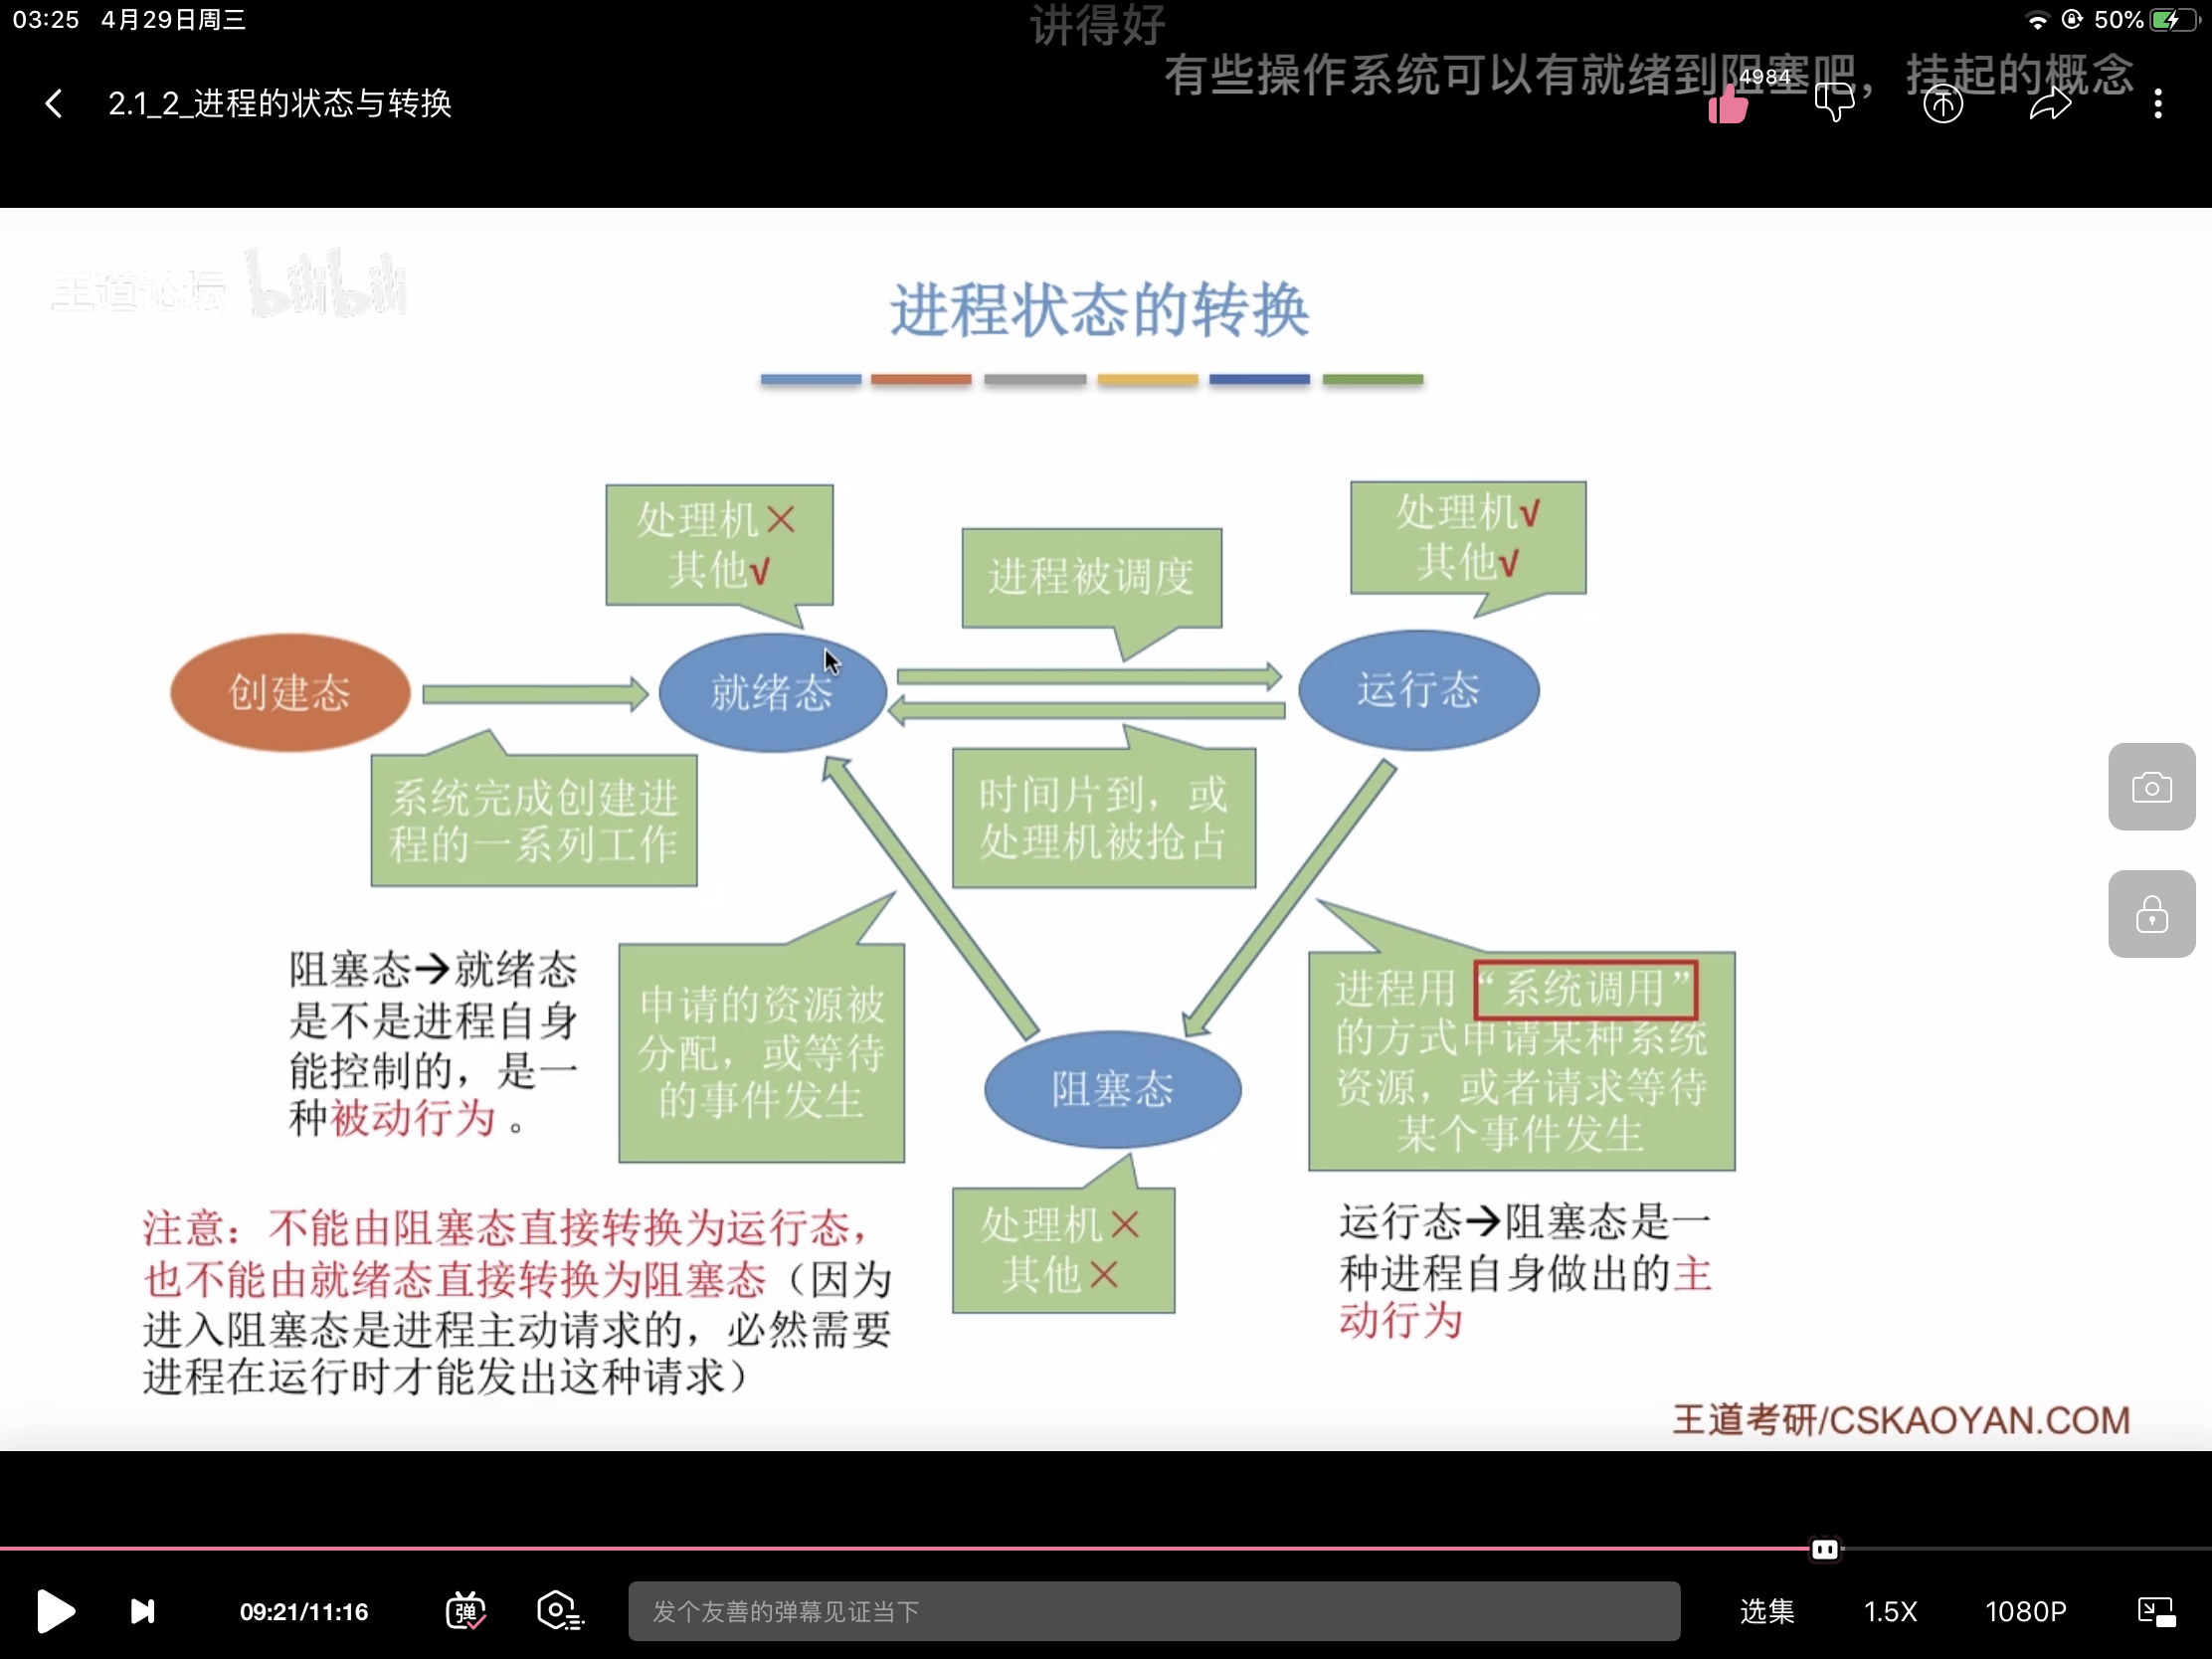 03:25 4月29日周三
50%
讲得好
有些操作系统可以有就绪到阻塞吧，挂起的概念
4984
2.1_2_进程的状态与转换
王道论坛 bilibili
进程状态的转换
处理机×
其他√
进程被调度
处理机√
其他√
创建态
就绪态
运行态
系统完成创建进
程的一系列工作
时间片到，或
处理机被抢占
阻塞态→就绪态
是不是进程自身
能控制的，是一
种被动行为。
申请的资源被
分配，或等待
的事件发生
阻塞态
进程用“系统调用”
的方式申请某种系统
资源，或者请求等待
某个事件发生
处理机×
其他×
注意：不能由阻塞态直接转换为运行态，
也不能由就绪态直接转换为阻塞态（因为
进入阻塞态是进程主动请求的，必然需要
进程在运行时才能发出这种请求）
运行态→阻塞态是一
种进程自身做出的主
动行为
王道考研/CSKAOYAN.COM
09:21/11:16
弹
发个友善的弹幕见证当下
选集
1.5X
1080P